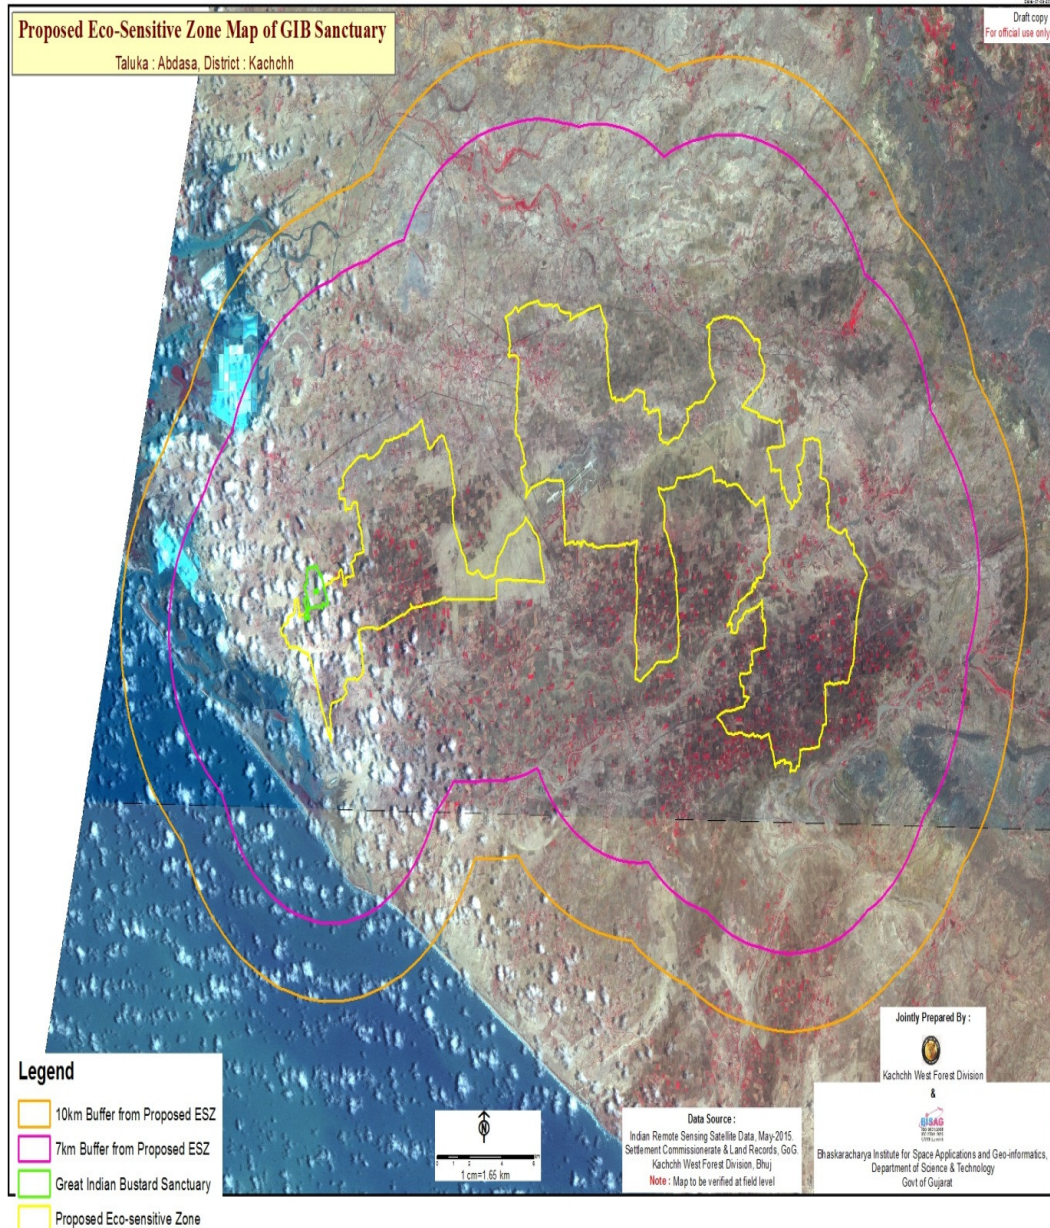 Proposed Eco-Sensitive Zone Map of GIB Sanctuary
Taluka : Abdasa, District : Kachchh
Draft copy
For official use only
Legend
10km Buffer from Proposed ESZ
7km Buffer from Proposed ESZ
Great Indian Bustard Sanctuary
Proposed Eco-sensitive Zone
N
1 cm=1.65 km
Data Source :
Indian Remote Sensing Satellite Data, May-2015.
Settlement Commissionerate & Land Records, GoG.
Kachchh West Forest Division, Bhuj
Note : Map to be verified at field level
Jointly Prepared By :
Kachchh West Forest Division
&
BISAG
Bhaskaracharya Institute for Space Applications and Geo-informatics,
Department of Science & Technology
Govt of Gujarat